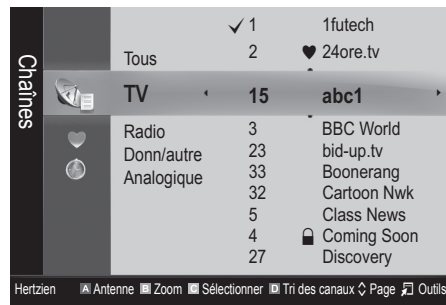 Chaînes
✓ 1 1futech
Tous 2 ♥ 24ore.tv
TV 15 abc1
Radio 3 BBC World
Donn/autre 23 bid-up.tv
Analogique 33 Boonerang
32 Cartoon Nwk
5 Class News
4 Coming Soon
27 Discovery
Hertzien A Antenne B Zoom C Sélectionner D Tri des canaux Page Outils